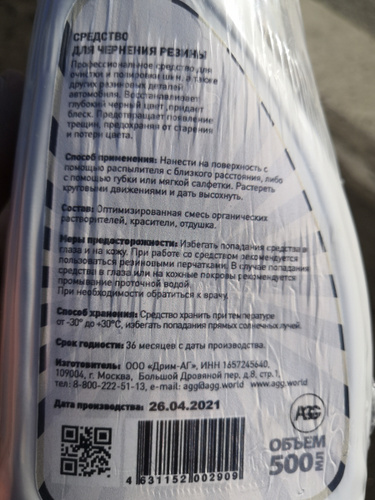 СРЕДСТВО
ДЛЯ ЧЕРНЕНИЯ РЕЗИНЫ
Профессиональное средство для
очистки и полировки шин, а также
других резиновых деталей
автомобиля. Восстанавливает
глубокий черный цвет, придает
блеск. Предотвращает появление
трещин, предохраняя от старения
и потери цвета.
Способ применения: Нанести на поверхность с
помощью распылителя с близкого расстояния, либо
с помощью губки или мягкой салфетки. Растереть
круговыми движениями и дать высохнуть.
Состав: Оптимизированная смесь органических
растворителей, красители, отдушка.
Меры предосторожности: Избегать попадания средства в
глаза и на кожу. При работе со средством рекомендуется
пользоваться резиновыми перчатками. В случае попадания
средства в глаза или на кожные покровы рекомендуется
промывание проточной водой.
При необходимости обратиться к врачу.
Способ хранения: Средство хранить при температуре
от -30° до +30°С, избегать попадания прямых солнечных лучей.
Срок годности: 36 месяцев с даты производства.
Изготовитель: ООО «Дрим-АГ», ИНН 1657245640,
109004, г. Москва, Большой Дровяной пер, д.8, стр.1,
тел: 8-800-222-51-13, e-mail: agg@agg.world www.agg.world
Дата производства: 26.04.2021
AGG
ОБЪЕМ
500 МЛ
4 631152 002909